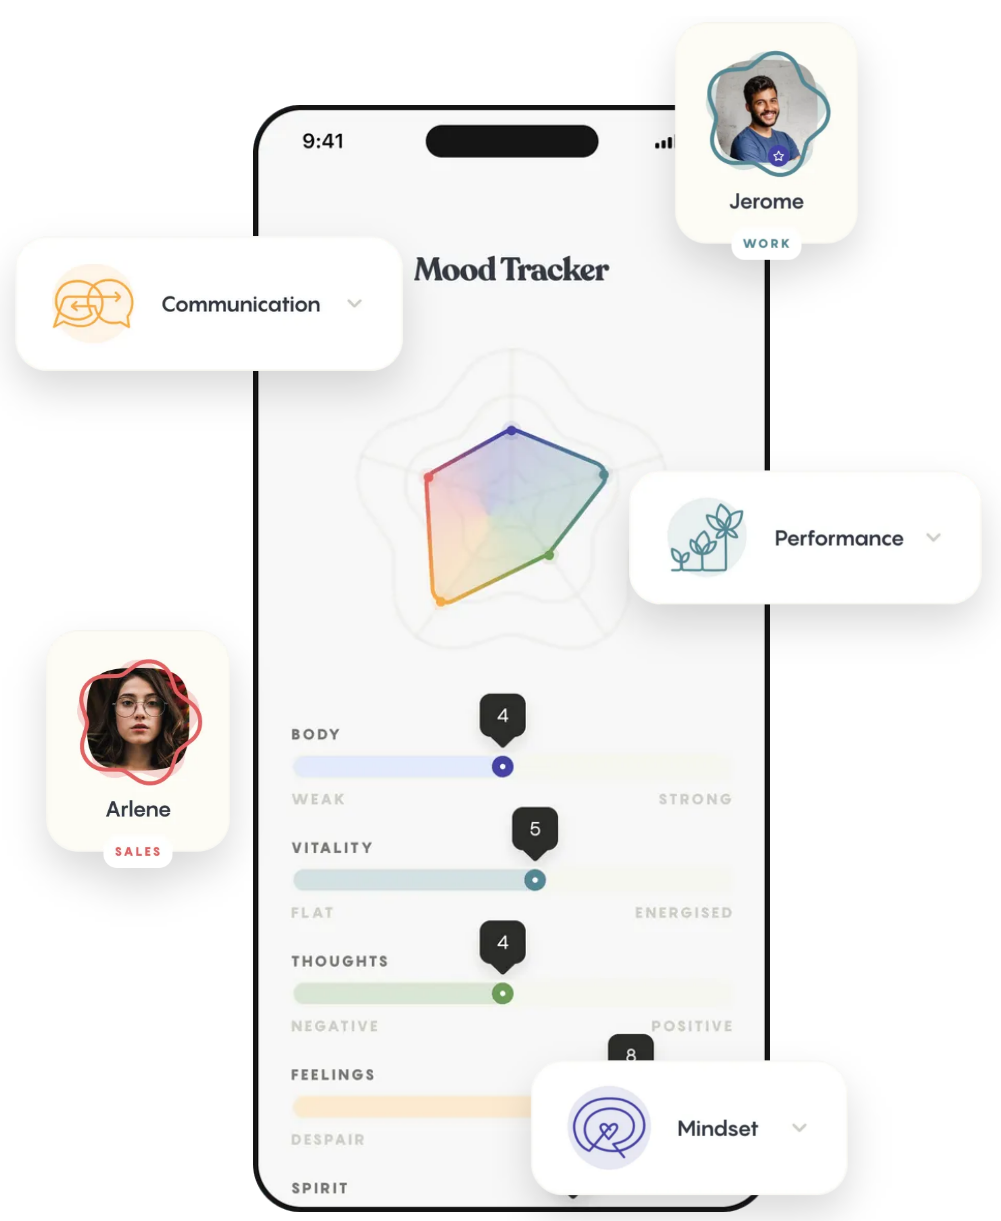 9:41
Jerome
WORK
Mood Tracker
Communication
Performance
Arlene
SALES
4
BODY
WEAK
STRONG
5
VITALITY
FLAT
ENERGISED
4
THOUGHTS
NEGATIVE
POSITIVE
8
FEELINGS
DESPAIR
Mindset
SPIRIT